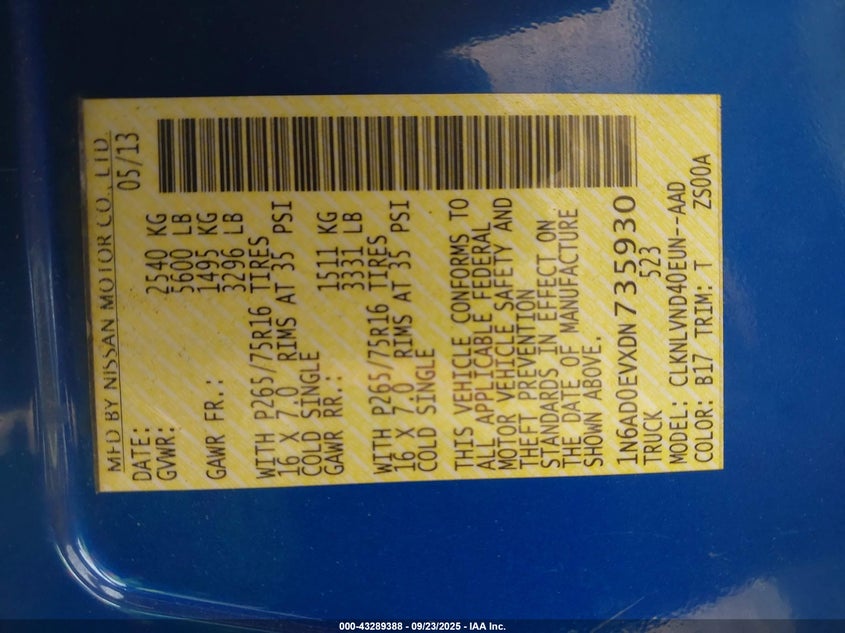 MFD BY NISSAN MOTOR CO., LTD.
DATE: 05/13
GVWR: 2540 KG
5600 LB
GAWR FR.: 1495 KG
3296 LB
WITH P265/75R16 TIRES
16 X 7.0 RIMS AT 35 PSI
COLD SINGLE
GAWR RR.: 1511 KG
3331 LB
WITH P265/75R16 TIRES
16 X 7.0 RIMS AT 35 PSI
COLD SINGLE
THIS VEHICLE CONFORMS TO
ALL APPLICABLE FEDERAL
MOTOR VEHICLE SAFETY AND
THEFT PREVENTION
STANDARDS IN EFFECT ON
THE DATE OF MANUFACTURE
SHOWN ABOVE.
1N6AD0EVXDN735930
TRUCK 523
MODEL: CLKNLVND40EUN--AAD
COLOR: B17 TRIM: T ZS00A
000-43289388 - 09/23/2025 - IAA Inc.